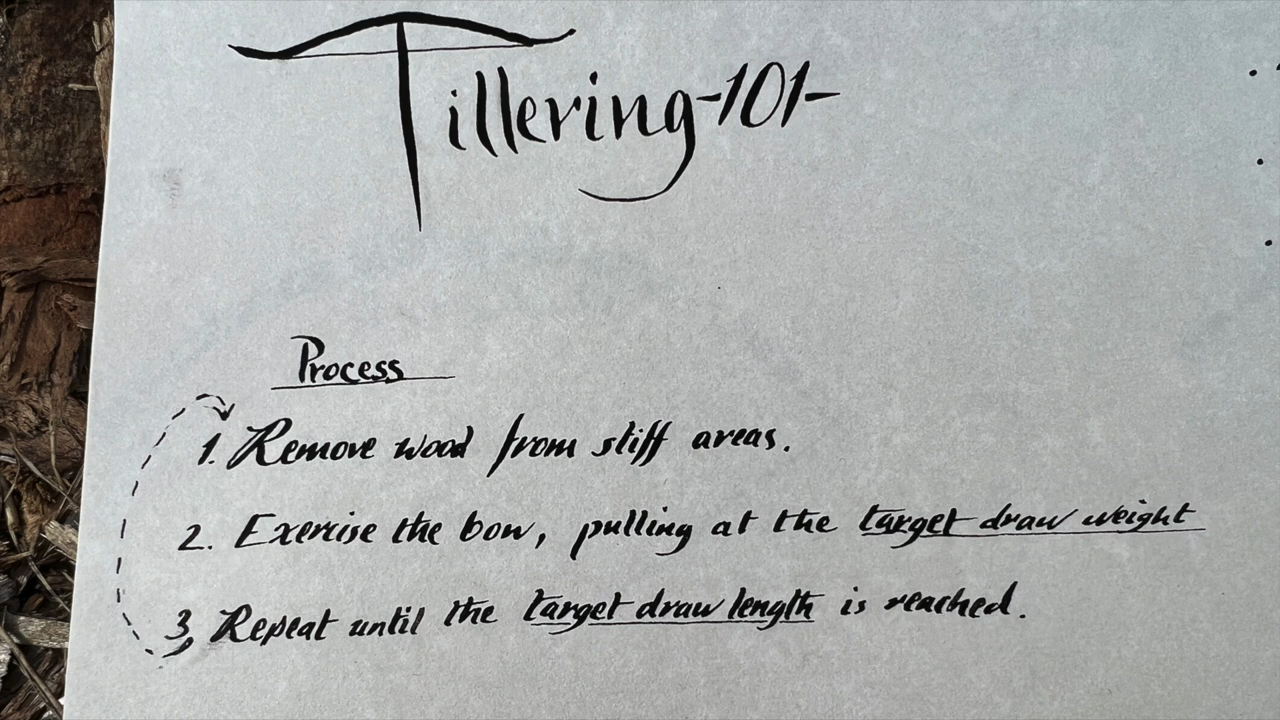 Tillering -101-
Process
1. Remove wood from stiff areas.
2. Exercise the bow, pulling at the target draw weight
3, Repeat until the target draw length is reached.